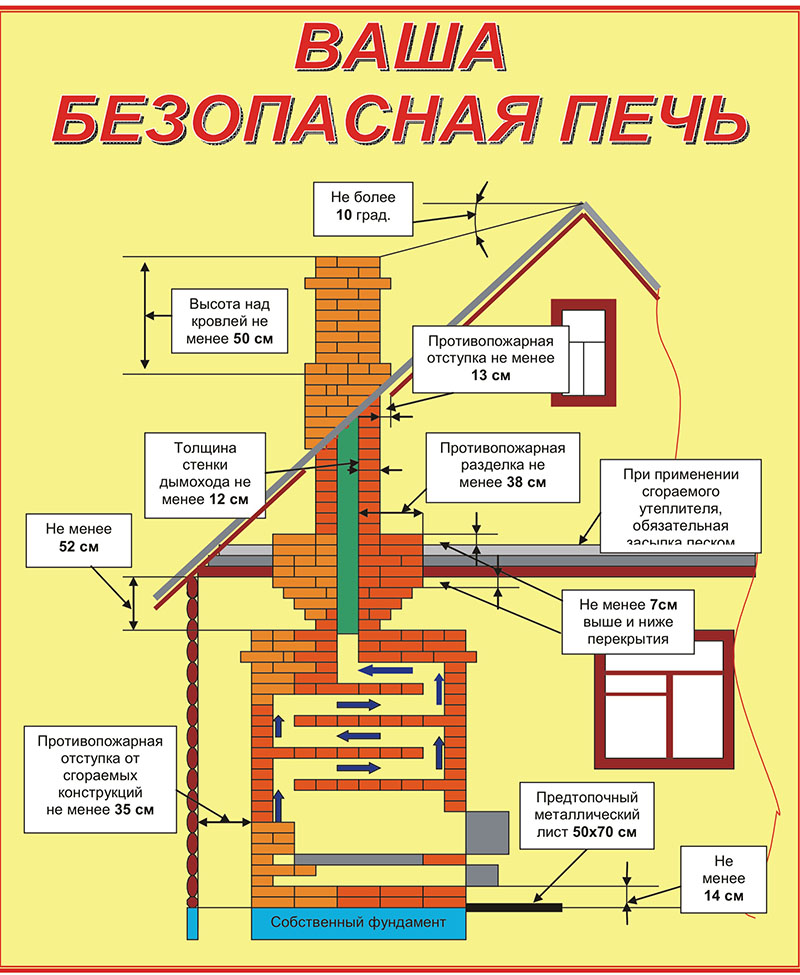 ВАША
БЕЗОПАСНАЯ ПЕЧЬ
Не более
10 град.
Высота над
кровлей не
менее 50 см
Противопожарная
отступка не менее
13 см
Толщина
стенки
дымохода не
менее 12 см
Противопожарная
разделка не
менее 38 см
При применении
сгораемого
утеплителя,
обязательная
засыпка песком
Не менее
52 см
Не менее 7см
выше и ниже
перекрытия
Противопожарная
отступка от
сгораемых
конструкций
не менее 35 см
Предтопочный
металлический
лист 50х70 см
Не
менее
14 см
Собственный фундамент